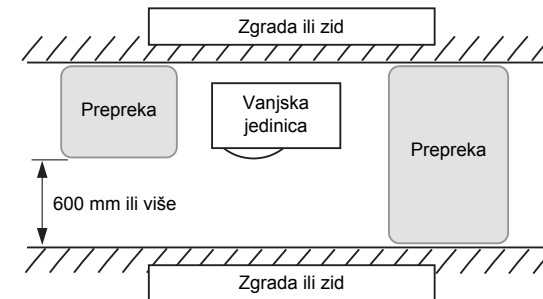 Zgrada ili zid
Prepreka
Vanjska
jedinica
Prepreka
600 mm ili više
Zgrada ili zid